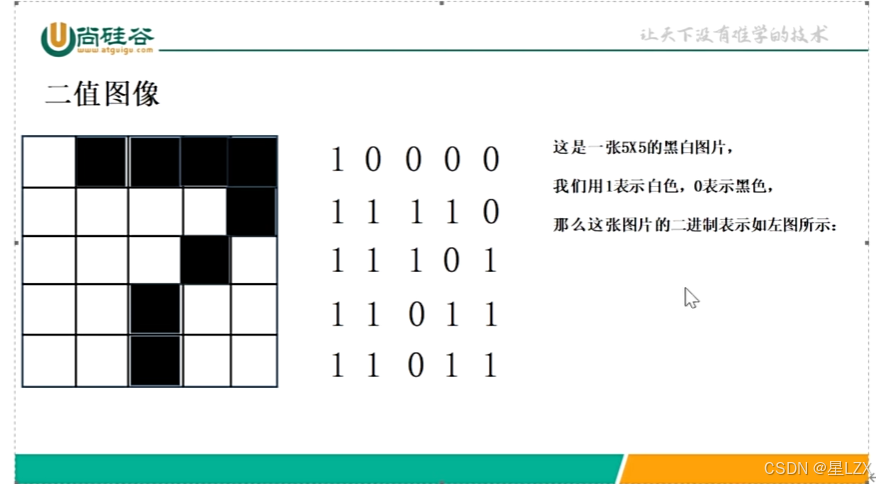 尚硅谷
www.atguigu.com
让天下没有难学的技术
二值图像
1 0 0 0 0
1 1 1 1 0
1 1 1 0 1
1 1 0 1 1
1 1 0 1 1
这是一张5X5的黑白图片，
我们用1表示白色，0表示黑色，
那么这张图片的二进制表示如左图所示：
CSDN @星LZX